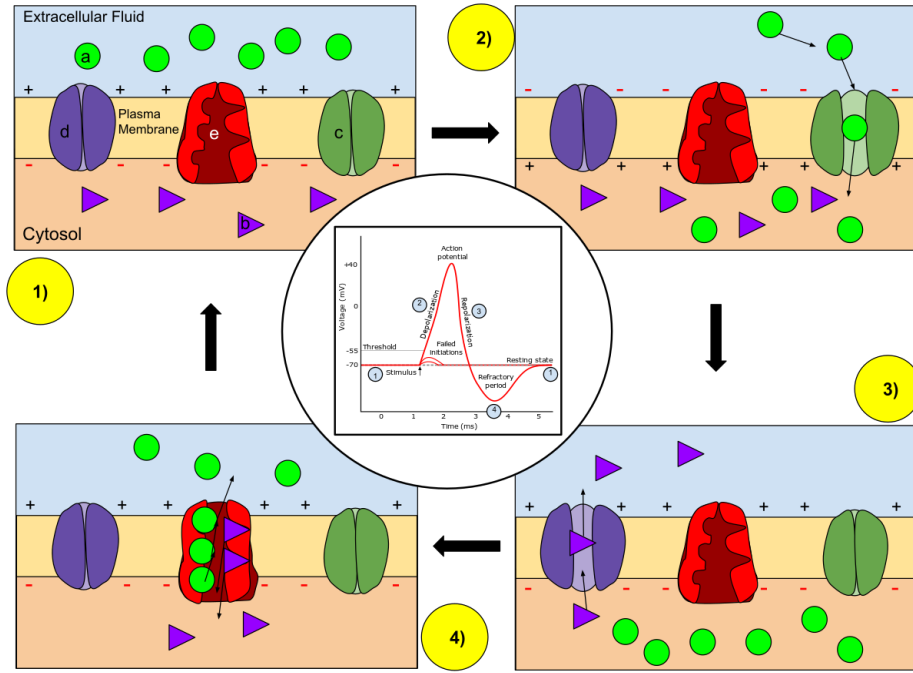 Extracellular Fluid
a
+ + + + + +
d
Plasma
Membrane
e
c
- - - - - -
b
Cytosol
1)
2)
- - - - - -
+ + + + + +
Action
potential
+40
Voltage (mV)
0
2
Depolarization
Repolarization
3
Threshold
-55
Failed
initiations
-70
Resting state
1
Stimulus
1
Refractory
period
4
0 1 2 3 4 5
Time (ms)
3)
+ + + + + +
- - - - - -
4)
+ + + + + +
- - - - - -